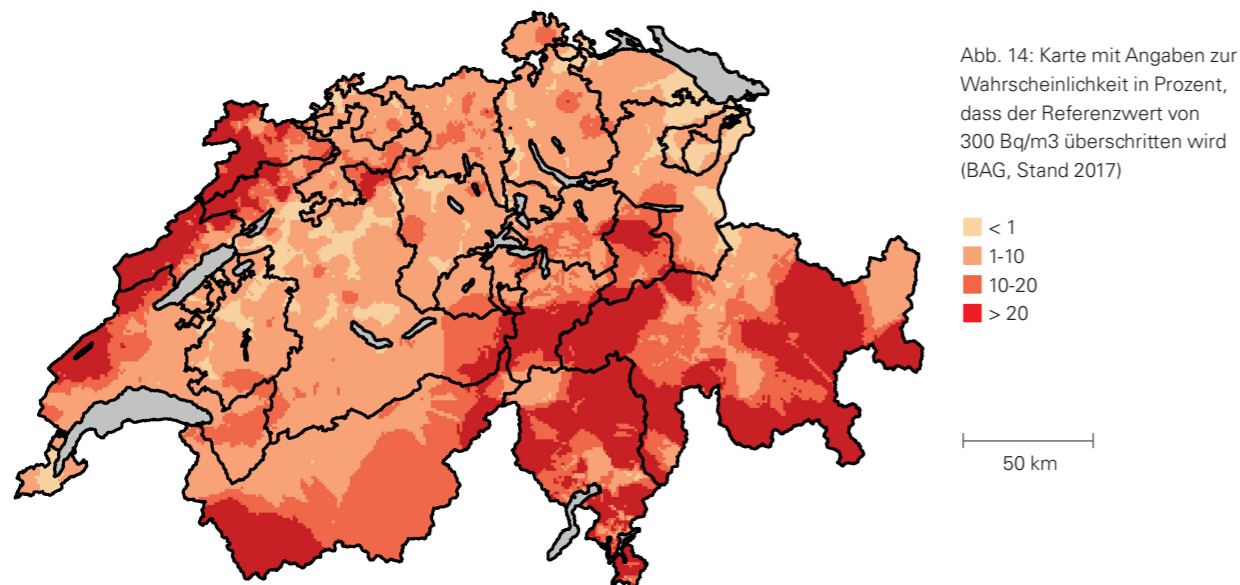 Abb. 14: Karte mit Angaben zur
Wahrscheinlichkeit in Prozent,
dass der Referenzwert von
300 Bq/m3 überschritten wird
(BAG, Stand 2017)
< 1
1-10
10-20
> 20
50 km